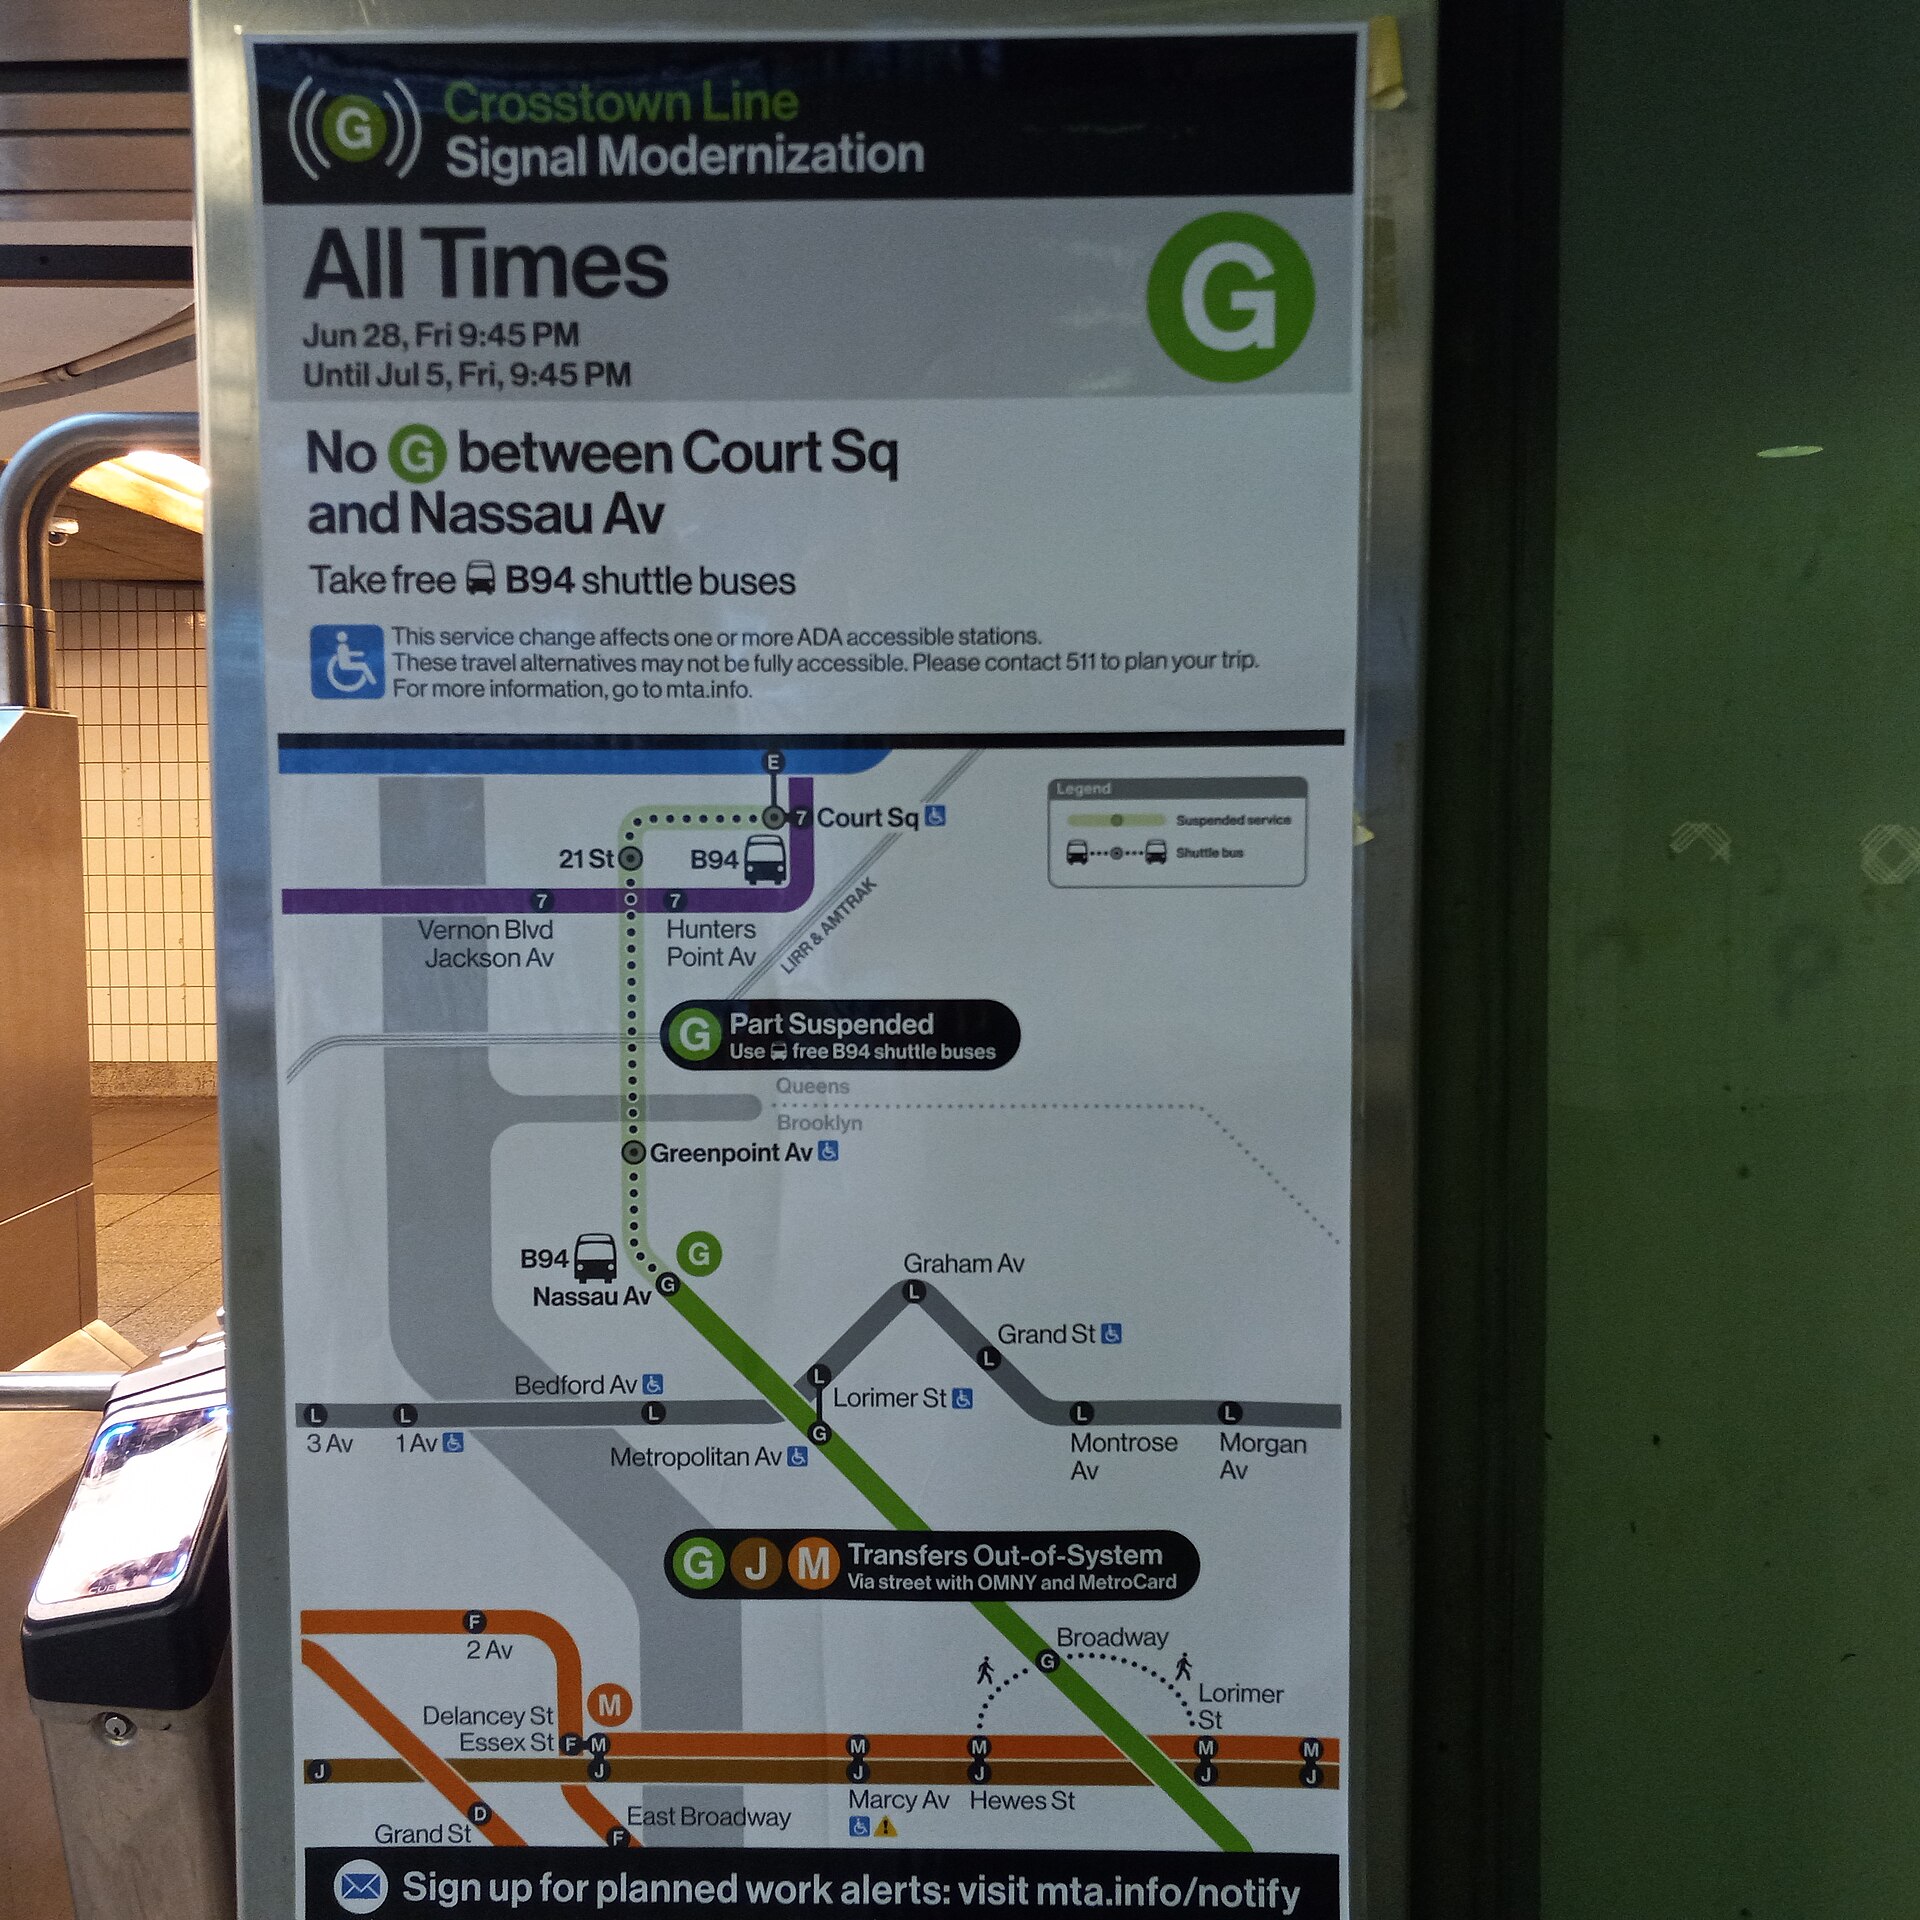 G Crosstown Line
Signal Modernization
All Times
Jun 28, Fri 9:45 PM
Until Jul 5, Fri, 9:45 PM
G
No G between Court Sq
and Nassau Av
Take free B94 shuttle buses
This service change affects one or more ADA accessible stations.
These travel alternatives may not be fully accessible. Please contact 511 to plan your trip.
For more information, go to mta.info.
E
Legend
Suspended service
Shuttle bus
7 Court Sq
21 St
B94
7
7
Vernon Blvd
Jackson Av
Hunters
Point Av
LIRR & AMTRAK
G Part Suspended
Use free B94 shuttle buses
Queens
Brooklyn
Greenpoint Av
B94
G
Nassau Av G
Graham Av
L
Grand St
L
Bedford Av
L
Lorimer St
L
3 Av
L
1 Av
L
G
Metropolitan Av
L
Montrose
Av
L
Morgan
Av
G J M Transfers Out-of-System
Via street with OMNY and MetroCard
F
2 Av
Broadway
G
Lorimer
St
M
Delancey St
Essex St F M
M
M
M
M
J
J
J
J
J
J
Marcy Av
Hewes St
D
Grand St
East Broadway
F
Sign up for planned work alerts: visit mta.info/notify